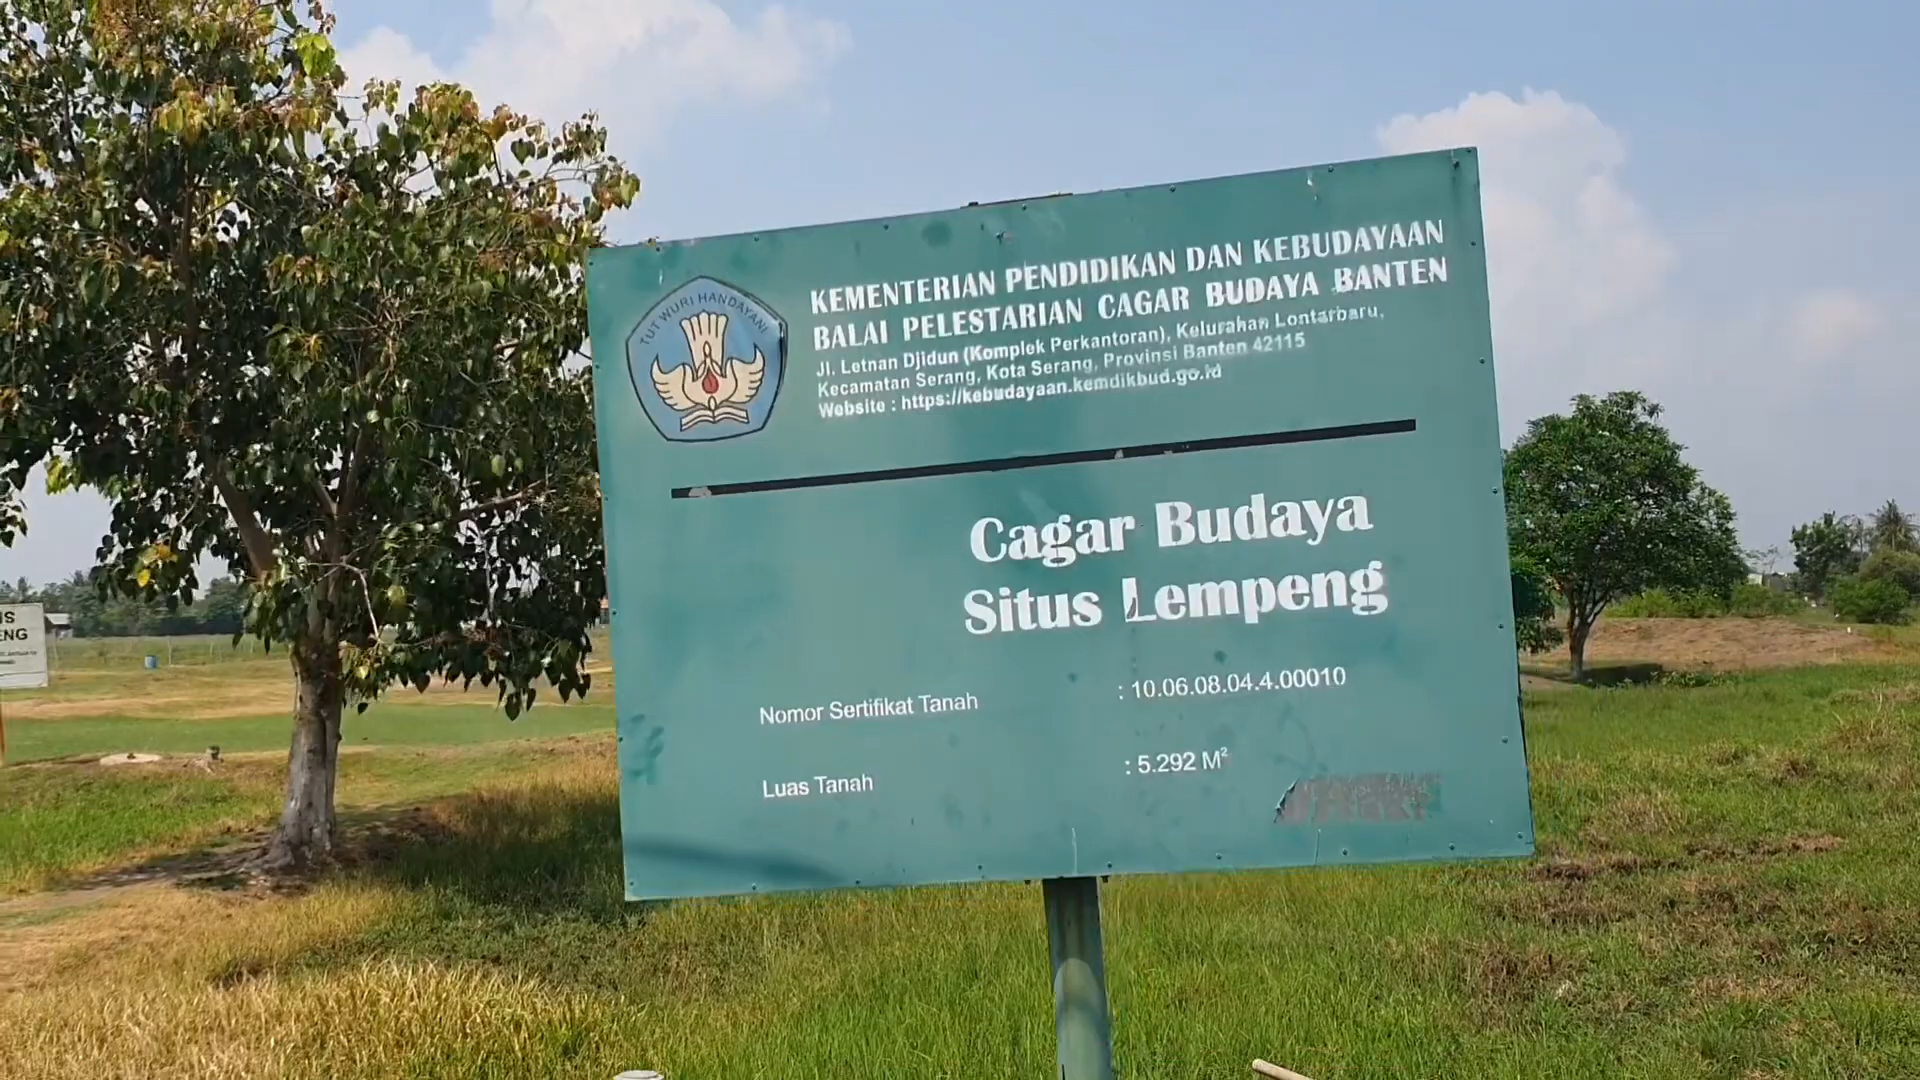 TUT WURI HANDAYANI
KEMENTERIAN PENDIDIKAN DAN KEBUDAYAAN
BALAI PELESTARIAN CAGAR BUDAYA BANTEN
Jl. Letnan Djidun (Komplek Perkantoran), Kelurahan Lontarbaru,
Kecamatan Serang, Kota Serang, Provinsi Banten 42115
Website : https://kebudayaan.kemdikbud.go.id
Cagar Budaya
Situs Lempeng
Nomor Sertifikat Tanah : 10.06.08.04.4.00010
Luas Tanah : 5.292 M²
IS
ENG